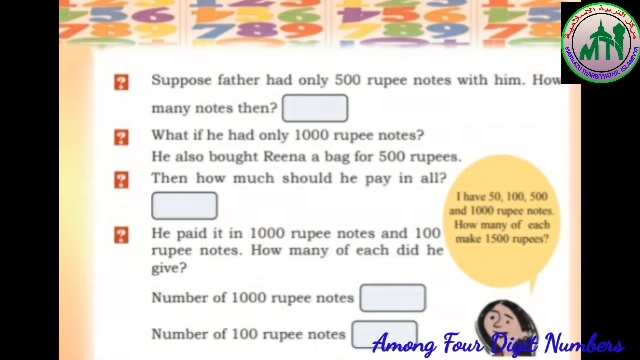 Suppose father had only 500 rupee notes with him. How
many notes then?
What if he had only 1000 rupee notes?
He also bought Reena a bag for 500 rupees.
Then how much should he pay in all?
He paid it in 1000 rupee notes and 100
rupee notes. How many of each did he
give?
Number of 1000 rupee notes
Number of 100 rupee notes
I have 50, 100, 500
and 1000 rupee notes.
How many of each
make 1500 rupees?
Among Four Digit Numbers